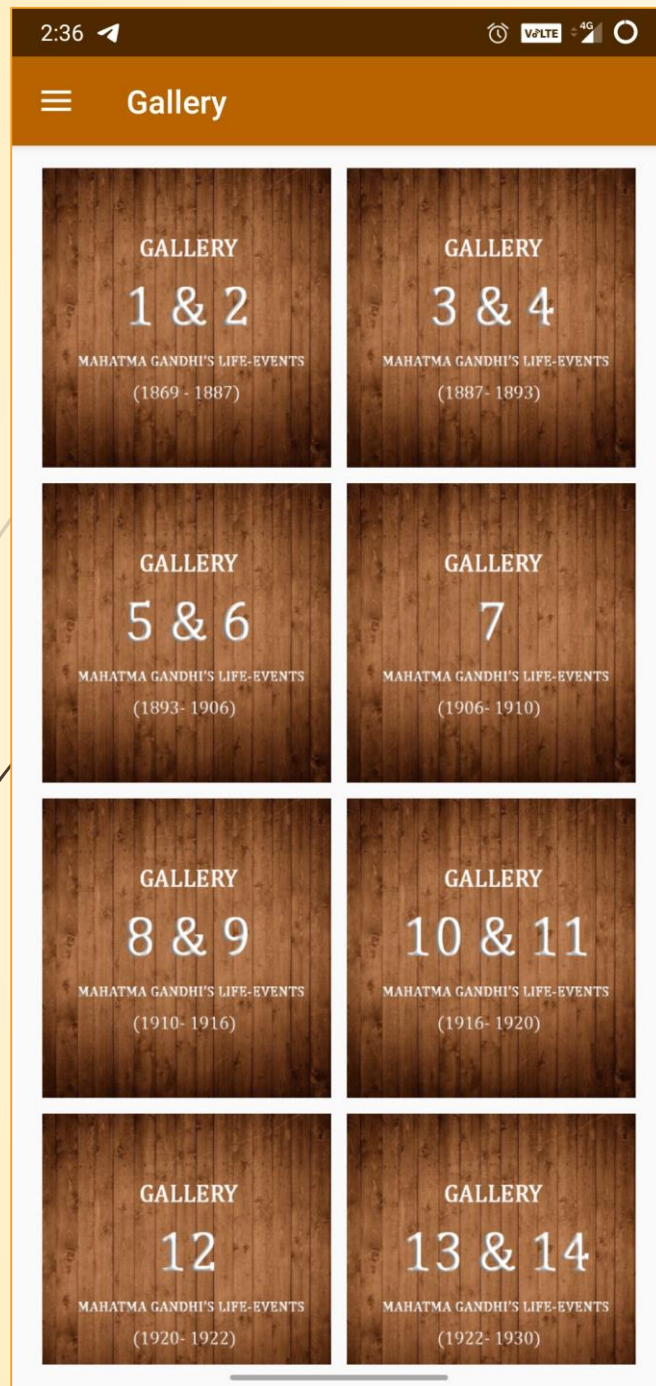 2:36
VoLTE 4G
Gallery
GALLERY
1 & 2
MAHATMA GANDHI'S LIFE-EVENTS
(1869 - 1887)
GALLERY
3 & 4
MAHATMA GANDHI'S LIFE-EVENTS
(1887- 1893)
GALLERY
5 & 6
MAHATMA GANDHI'S LIFE-EVENTS
(1893- 1906)
GALLERY
7
MAHATMA GANDHI'S LIFE-EVENTS
(1906- 1910)
GALLERY
8 & 9
MAHATMA GANDHI'S LIFE-EVENTS
(1910- 1916)
GALLERY
10 & 11
MAHATMA GANDHI'S LIFE-EVENTS
(1916- 1920)
GALLERY
12
MAHATMA GANDHI'S LIFE-EVENTS
(1920- 1922)
GALLERY
13 & 14
MAHATMA GANDHI'S LIFE-EVENTS
(1922- 1930)